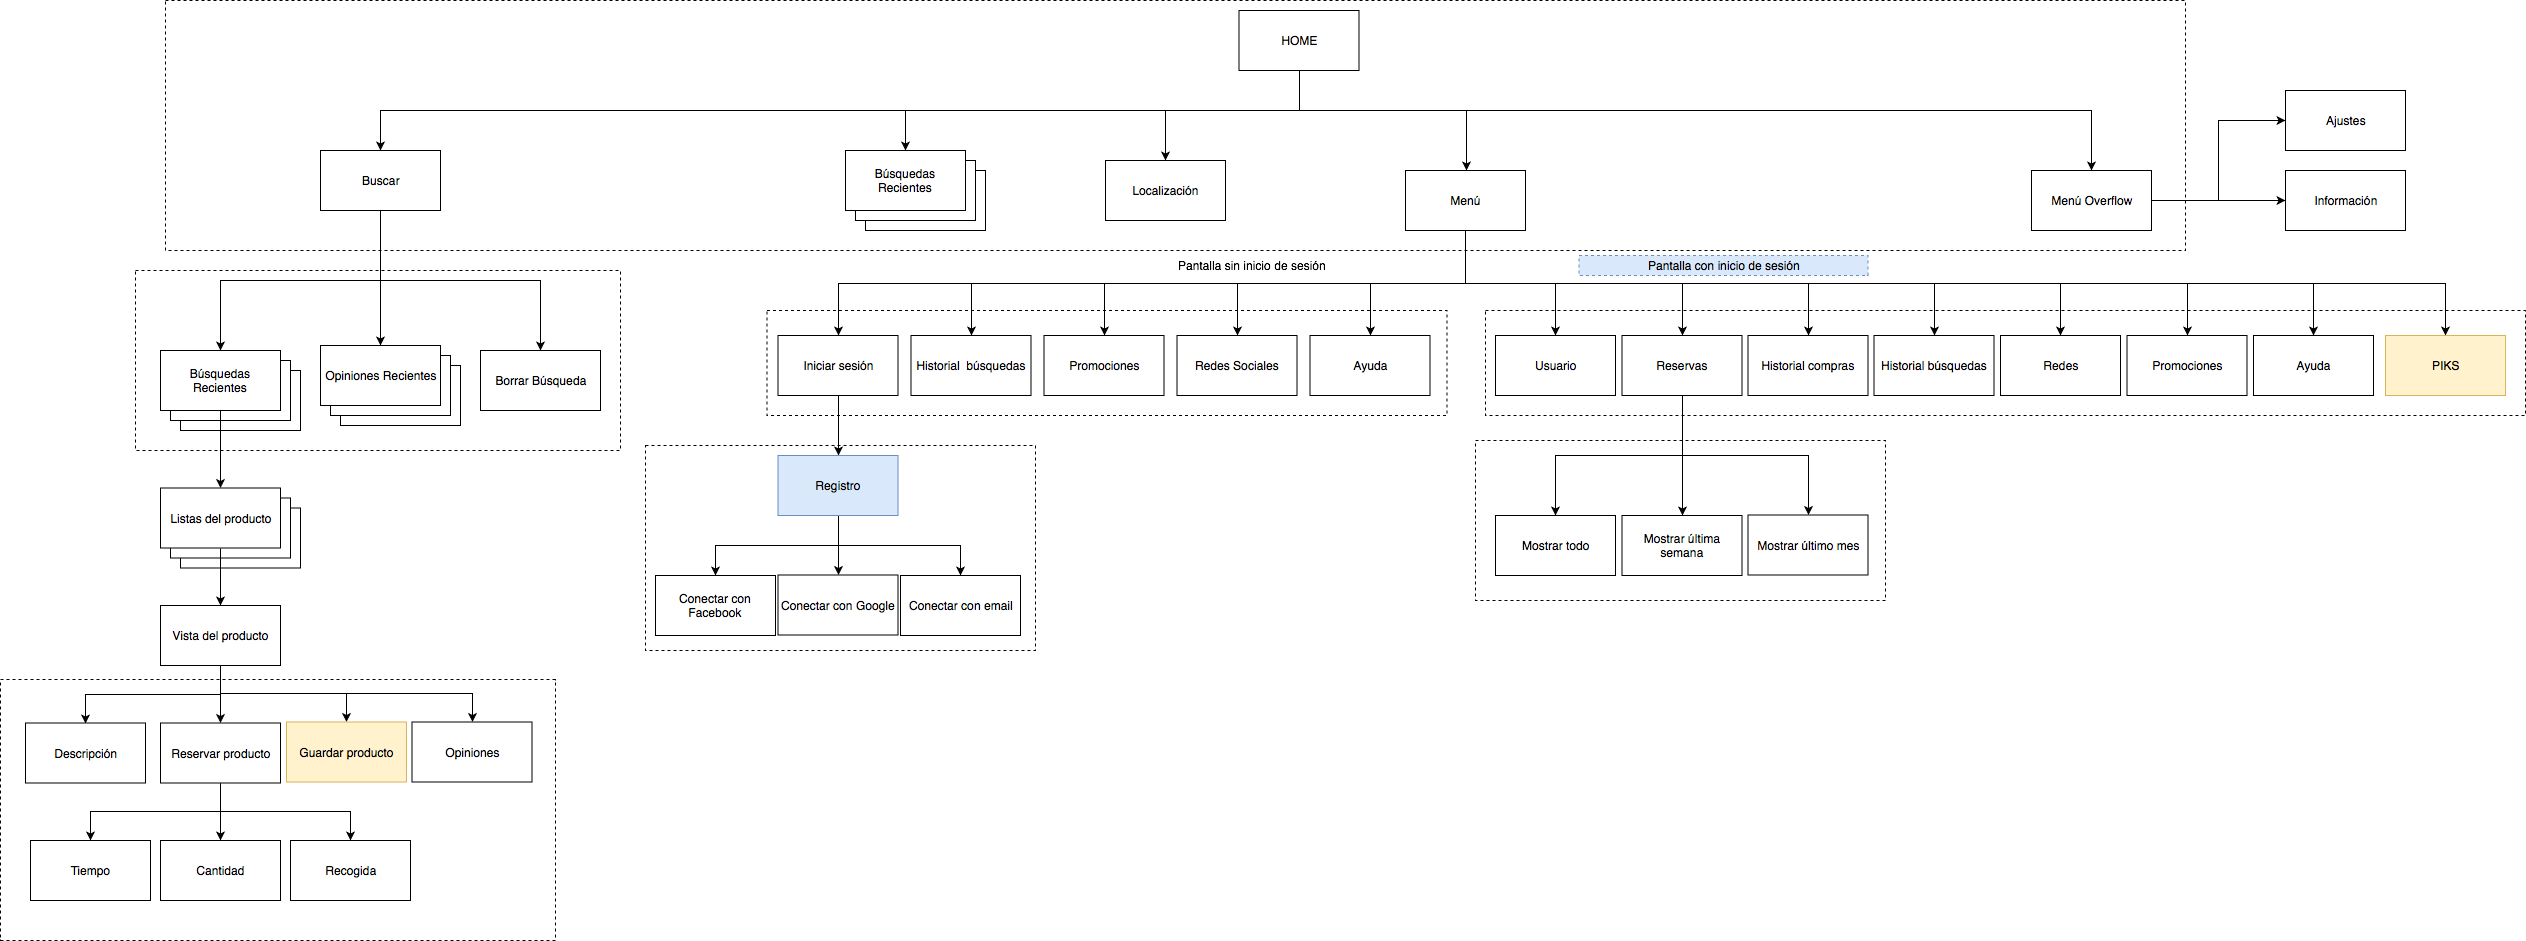 HOME
Ajustes
Buscar
Búsquedas
Recientes
Localización
Menú
Menú Overflow
Información
Pantalla sin inicio de sesión
Pantalla con inicio de sesión
Búsquedas
Recientes
Opiniones Recientes
Borrar Búsqueda
Iniciar sesión
Historial búsquedas
Promociones
Redes Sociales
Ayuda
Usuario
Reservas
Historial compras
Historial búsquedas
Redes
Promociones
Ayuda
PIKS
Registro
Listas del producto
Mostrar todo
Mostrar última
semana
Mostrar último mes
Conectar con
Facebook
Conectar con Google
Conectar con email
Vista del producto
Descripción
Reservar producto
Guardar producto
Opiniones
Tiempo
Cantidad
Recogida